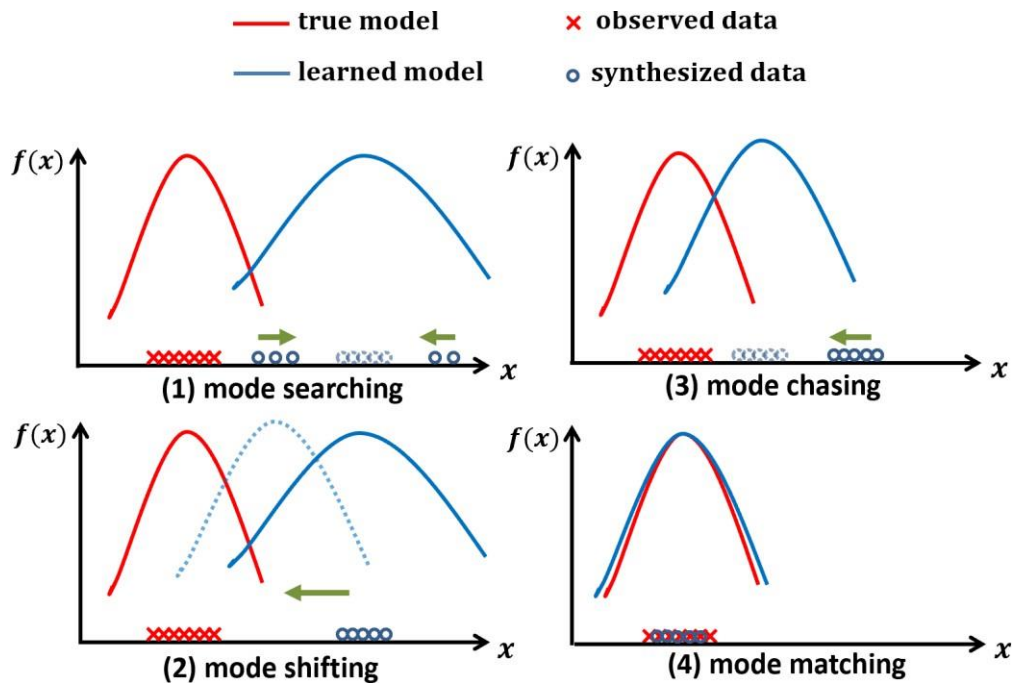 true model
observed data
learned model
synthesized data
f(x)
x
(1) mode searching
f(x)
x
(3) mode chasing
f(x)
x
(2) mode shifting
f(x)
x
(4) mode matching